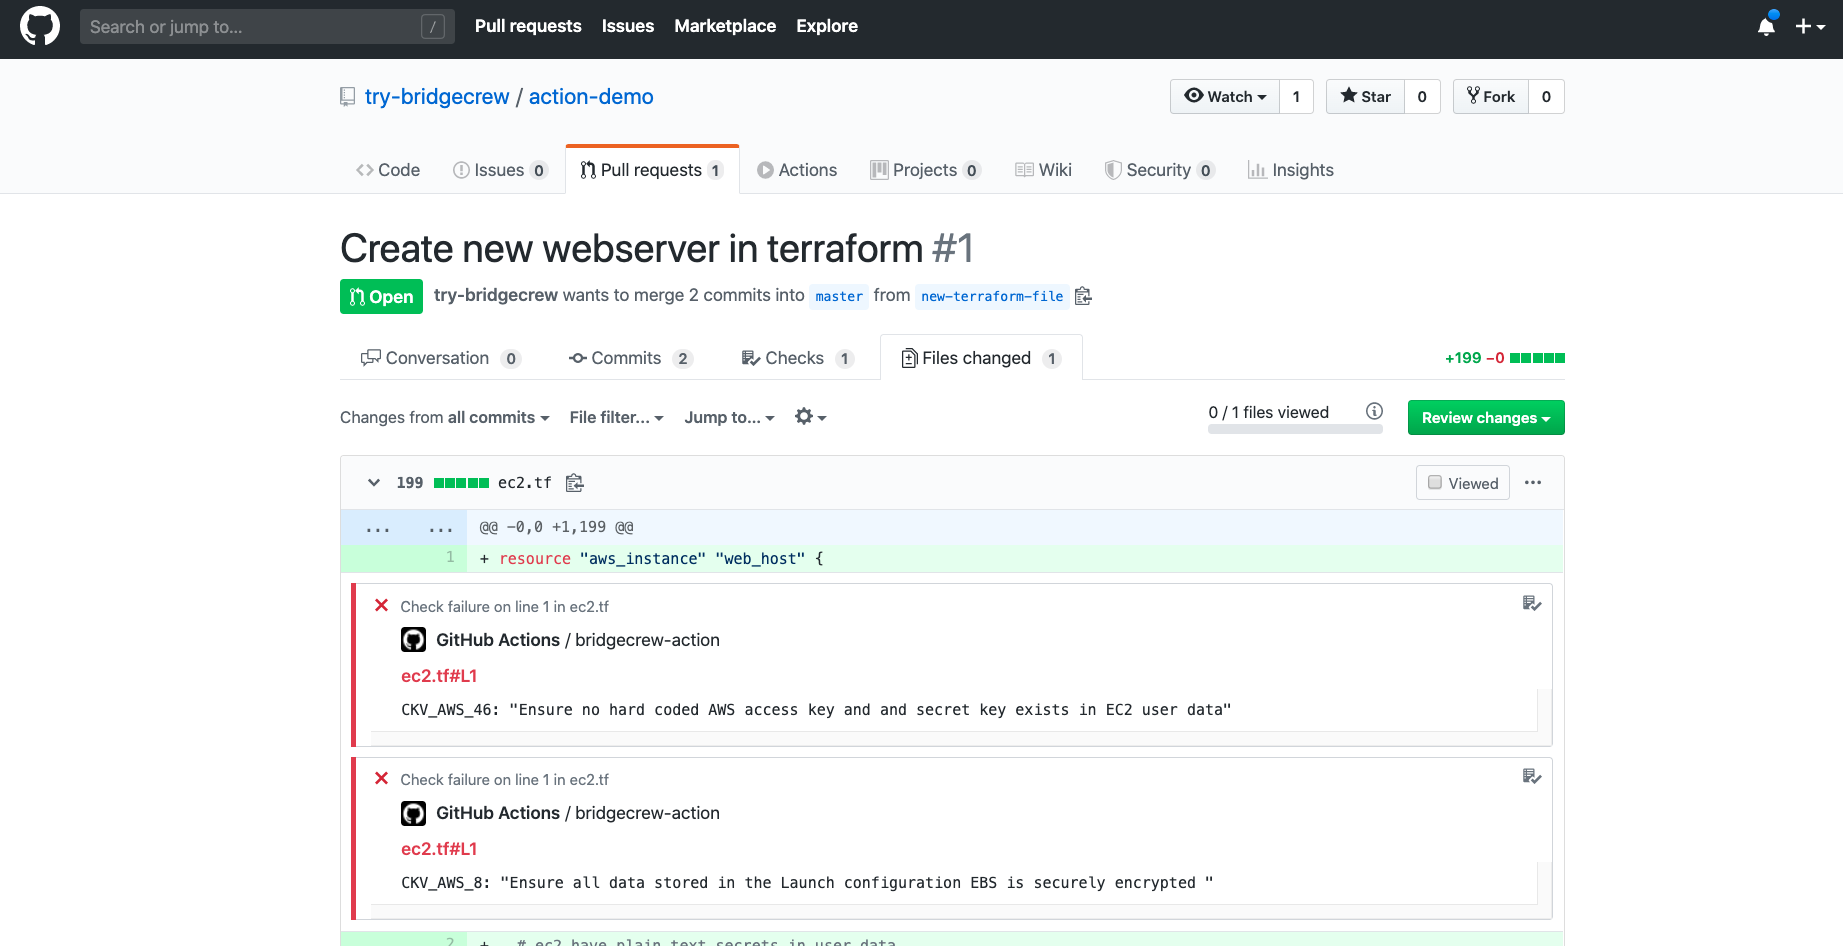 Search or jump to... / Pull requests Issues Marketplace Explore
try-bridgecrew / action-demo Watch 1 Star 0 Fork 0
Code Issues 0 Pull requests 1 Actions Projects 0 Wiki Security 0 Insights
Create new webserver in terraform #1
Open try-bridgecrew wants to merge 2 commits into master from new-terraform-file
Conversation 0 Commits 2 Checks 1 Files changed 1 +199 −0
Changes from all commits File filter... Jump to... 0 / 1 files viewed Review changes
199 ec2.tf Viewed ...
... ... @@ -0,0 +1,199 @@
1 + resource "aws_instance" "web_host" {
Check failure on line 1 in ec2.tf
GitHub Actions / bridgecrew-action
ec2.tf#L1
CKV_AWS_46: "Ensure no hard coded AWS access key and and secret key exists in EC2 user data"
Check failure on line 1 in ec2.tf
GitHub Actions / bridgecrew-action
ec2.tf#L1
CKV_AWS_8: "Ensure all data stored in the Launch configuration EBS is securely encrypted "
2 + # ec2 have plain text secrets in user data